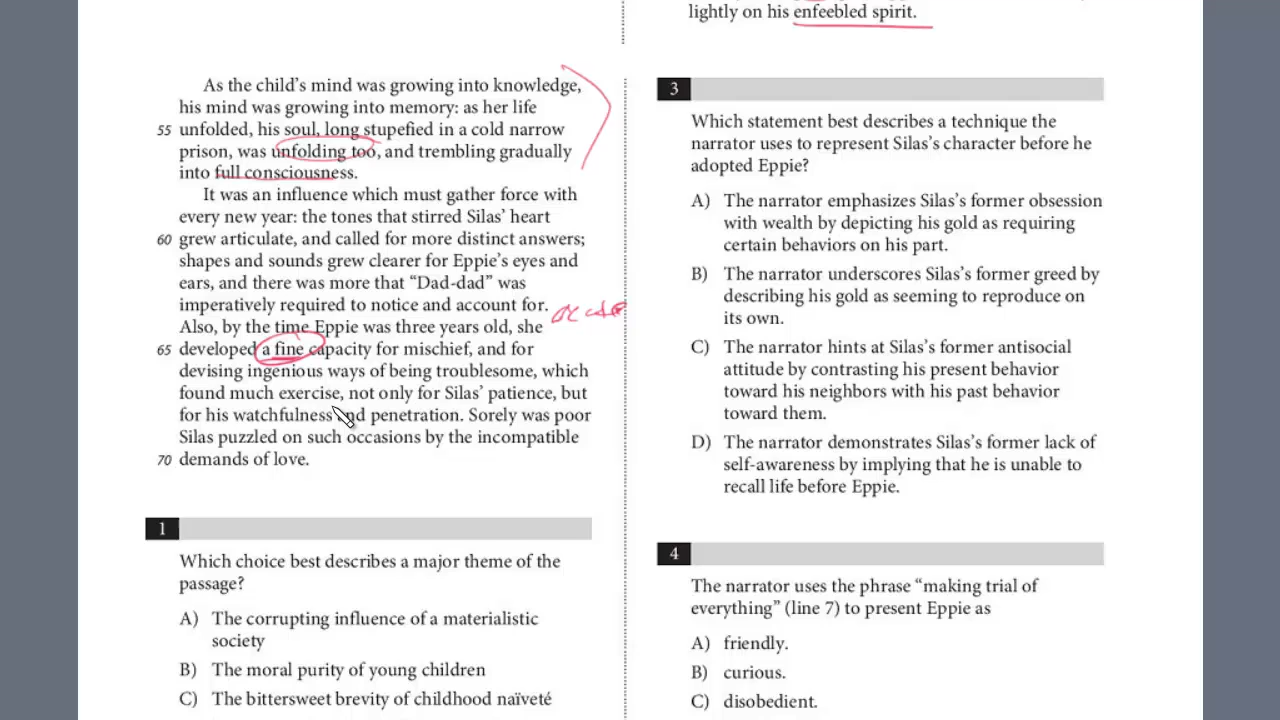 lightly on his enfeebled spirit.
As the child’s mind was growing into knowledge,
his mind was growing into memory: as her life
55 unfolded, his soul, long stupefied in a cold narrow
prison, was unfolding too, and trembling gradually
into full consciousness.
It was an influence which must gather force with
every new year: the tones that stirred Silas’ heart
60 grew articulate, and called for more distinct answers;
shapes and sounds grew clearer for Eppie’s eyes and
ears, and there was more that “Dad-dad” was
imperatively required to notice and account for.
Also, by the time Eppie was three years old, she
65 developed a fine capacity for mischief, and for
devising ingenious ways of being troublesome, which
found much exercise, not only for Silas’ patience, but
for his watchfulness and penetration. Sorely was poor
Silas puzzled on such occasions by the incompatible
70 demands of love.
1
Which choice best describes a major theme of the
passage?
A) The corrupting influence of a materialistic
society
B) The moral purity of young children
C) The bittersweet brevity of childhood naïveté
3
Which statement best describes a technique the
narrator uses to represent Silas’s character before he
adopted Eppie?
A) The narrator emphasizes Silas’s former obsession
with wealth by depicting his gold as requiring
certain behaviors on his part.
B) The narrator underscores Silas’s former greed by
describing his gold as seeming to reproduce on
its own.
C) The narrator hints at Silas’s former antisocial
attitude by contrasting his present behavior
toward his neighbors with his past behavior
toward them.
D) The narrator demonstrates Silas’s former lack of
self-awareness by implying that he is unable to
recall life before Eppie.
4
The narrator uses the phrase “making trial of
everything” (line 7) to present Eppie as
A) friendly.
B) curious.
C) disobedient.